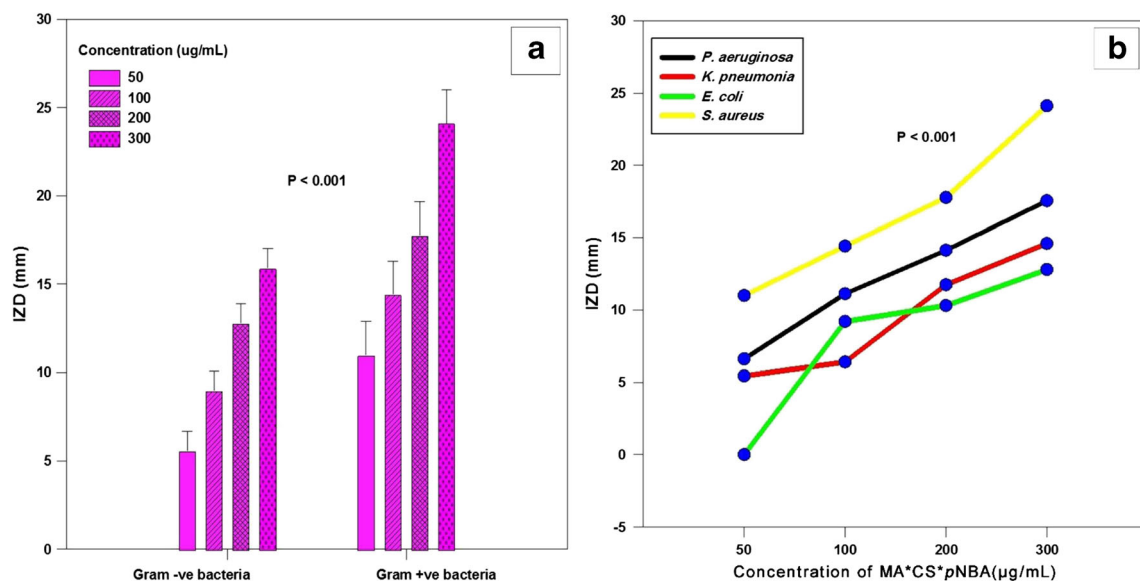 a
Concentration (ug/mL)
50
100
200
300
P < 0.001
IZD (mm)
30
25
20
15
10
5
0
Gram -ve bacteria
Gram +ve bacteria
b
P. aeruginosa
K. pneumonia
E. coli
S. aureus
P < 0.001
IZD (mm)
30
25
20
15
10
5
0
-5
50
100
200
300
Concentration of MA*CS*pNBA(µg/mL)